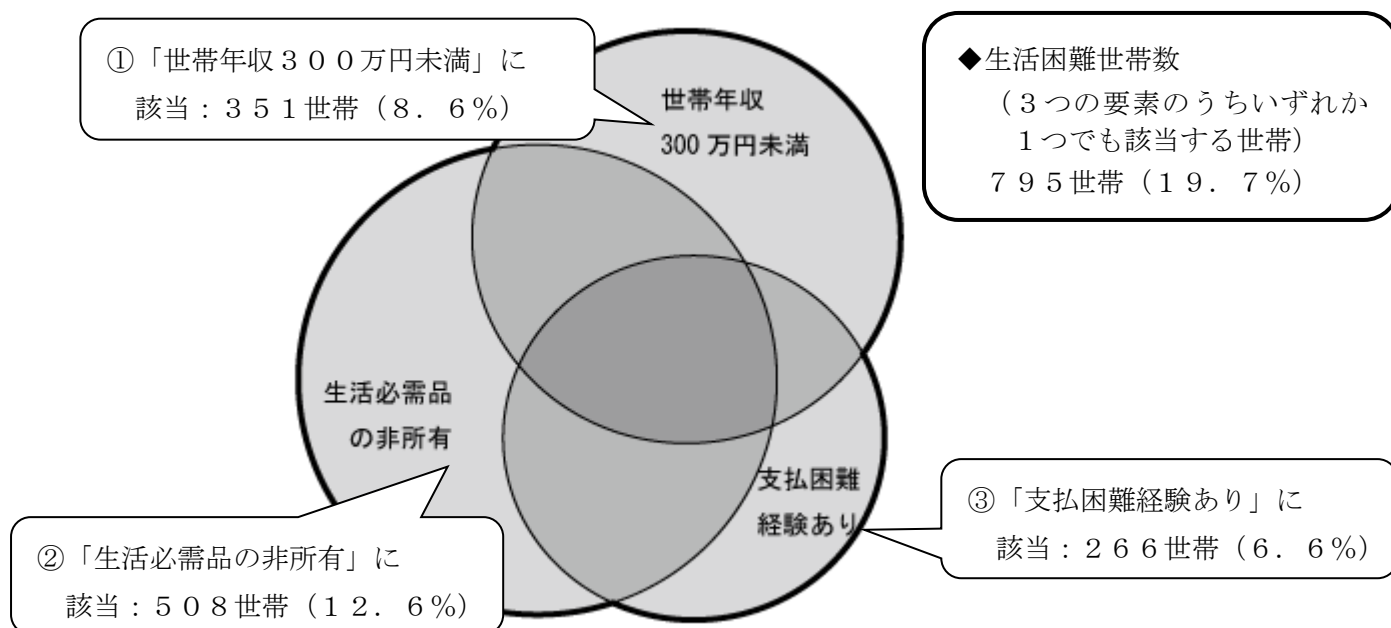 ①「世帯年収３００万円未満」に
該当：３５１世帯（８．６％）
世帯年収
300 万円未満
◆生活困難世帯数
（３つの要素のうちいずれか
１つでも該当する世帯）
７９５世帯（１９．７％）
生活必需品
の非所有
支払困難
経験あり
②「生活必需品の非所有」に
該当：５０８世帯（１２．６％）
③「支払困難経験あり」に
該当：２６６世帯（６．６％）